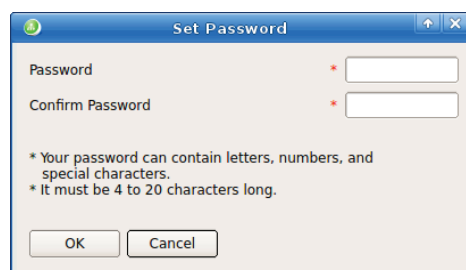 Set Password
Password *
Confirm Password *
* Your password can contain letters, numbers, and
special characters.
* It must be 4 to 20 characters long.
OK Cancel